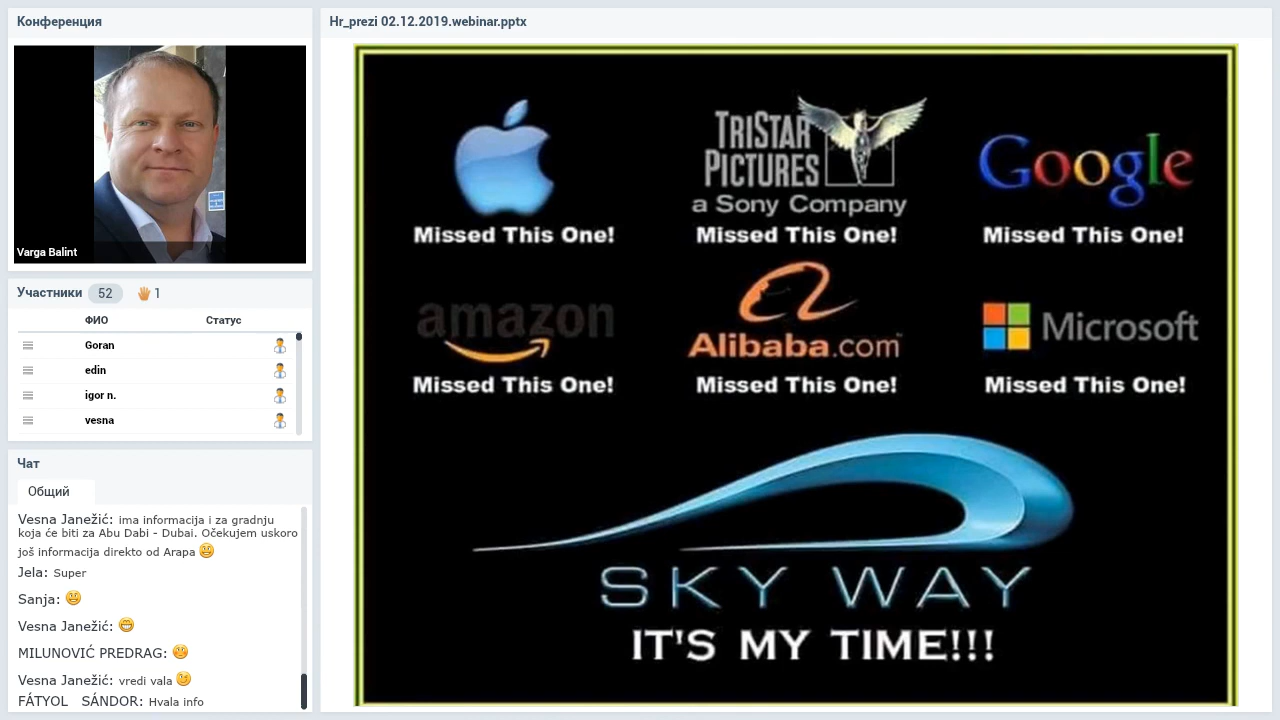 Конференция
Varga Balint
Участники 52 1
ФИО Статус
Goran
edin
igor n.
vesna
Чат
Общий
Vesna Janežić: ima informacija i za gradnju
koja će biti za Abu Dabi - Dubai. Očekujem uskoro
još informacija direkto od Arapa
Jela: Super
Sanja:
Vesna Janežić:
MILUNOVIĆ PREDRAG:
Vesna Janežić: vredi vala
FÁTYOL SÁNDOR: Hvala info
Hr_prezi 02.12.2019.webinar.pptx
TRISTAR
PICTURES
a Sony Company
Google
Missed This One! Missed This One! Missed This One!
amazon
Alibaba.com
Microsoft
Missed This One! Missed This One! Missed This One!
SKY WAY
IT'S MY TIME!!!